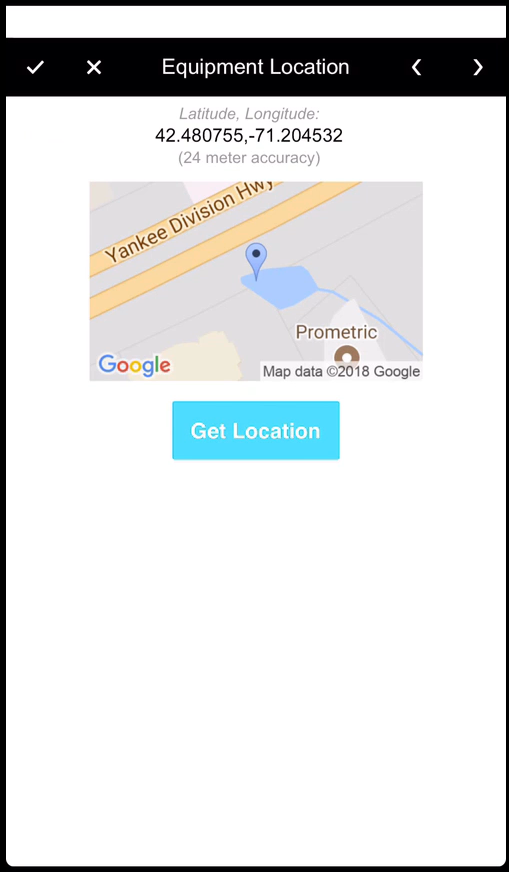 Equipment Location
Latitude, Longitude:
42.480755,-71.204532
(24 meter accuracy)
Yankee Division Hwy
Prometric
Google
Map data ©2018 Google
Get Location